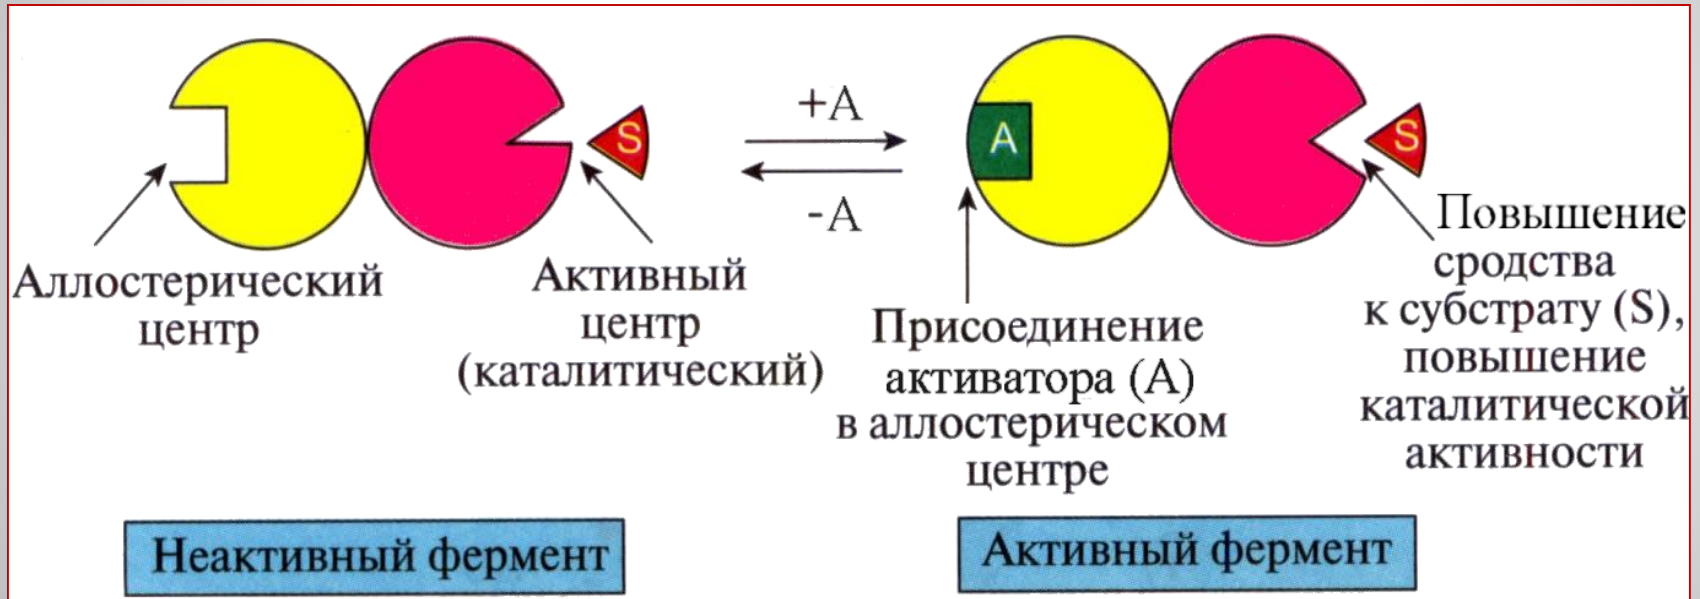 Аллостерический
центр
Активный
центр
(каталитический)
S
+А
-А
А
S
Присоединение
активатора (А)
в аллостерическом
центре
Повышение
сродства
к субстрату (S),
повышение
каталитической
активности
Неактивный фермент
Активный фермент